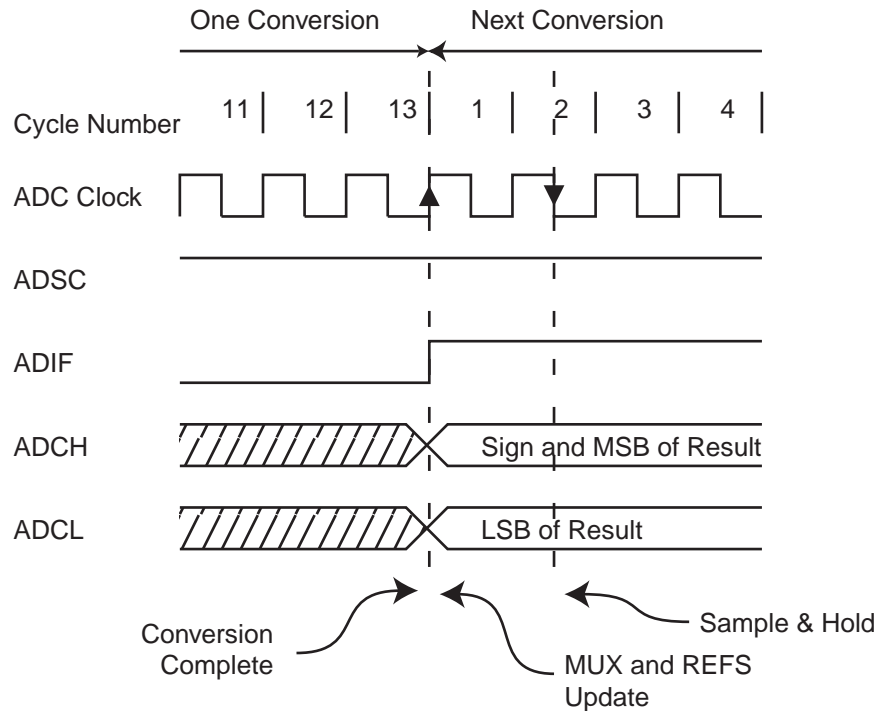 One Conversion Next Conversion
Cycle Number 11 12 13 1 2 3 4
ADC Clock
ADSC
ADIF
ADCH Sign and MSB of Result
ADCL LSB of Result
Conversion
Complete
MUX and REFS
Update
Sample & Hold